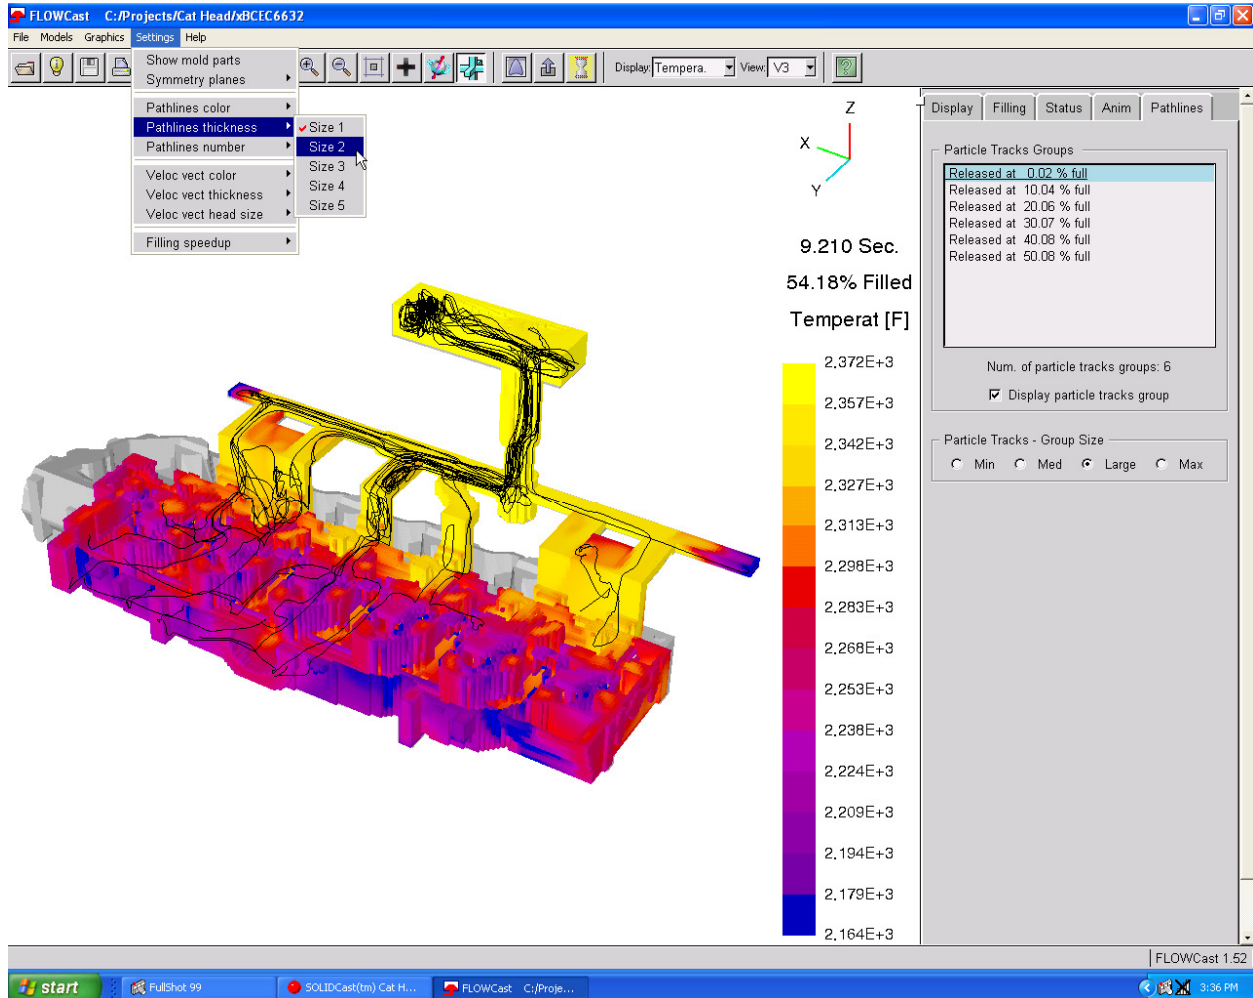 FLOWCast C:/Projects/Cat Head/xBCEC6632
File Models Graphics Settings Help
Display: Tempera. View: V3
Show mold parts
Symmetry planes
Pathlines color
Pathlines thickness
Pathlines number
Veloc vect color
Veloc vect thickness
Veloc vect head size
Filling speedup
Size 1
Size 2
Size 3
Size 4
Size 5
Z
X
Y
9.210 Sec.
54.18% Filled
Temperat [F]
2.372E+3
2.357E+3
2.342E+3
2.327E+3
2.313E+3
2.298E+3
2.283E+3
2.268E+3
2.253E+3
2.238E+3
2.224E+3
2.209E+3
2.194E+3
2.179E+3
2.164E+3
Display Filling Status Anim Pathlines
Particle Tracks Groups
Released at 0.02 % full
Released at 10.04 % full
Released at 20.06 % full
Released at 30.07 % full
Released at 40.08 % full
Released at 50.08 % full
Num. of particle tracks groups: 6
Display particle tracks group
Particle Tracks - Group Size
Min Med Large Max
FLOWCast 1.52
start FullShot 99 SOLIDCast(tm) Cat H... FLOWCast C:/Proje... 3:36 PM